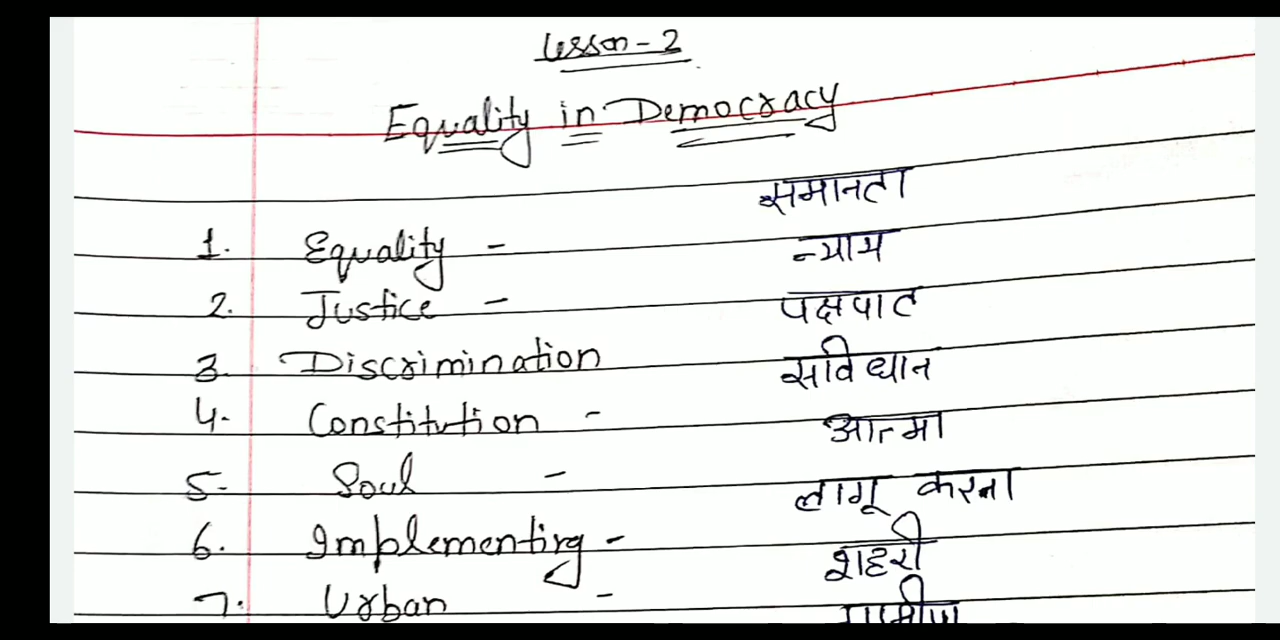 Lesson-2
Equality in Democracy
समानता
1. Equality -
न्याय
2. Justice -
पक्षपात
3. Discrimination
सविधान
4. Constitution -
आत्मा
5- Soul -
लागू करना
6. Implementing -
शहरी
7. Urban -
ग्रामीण